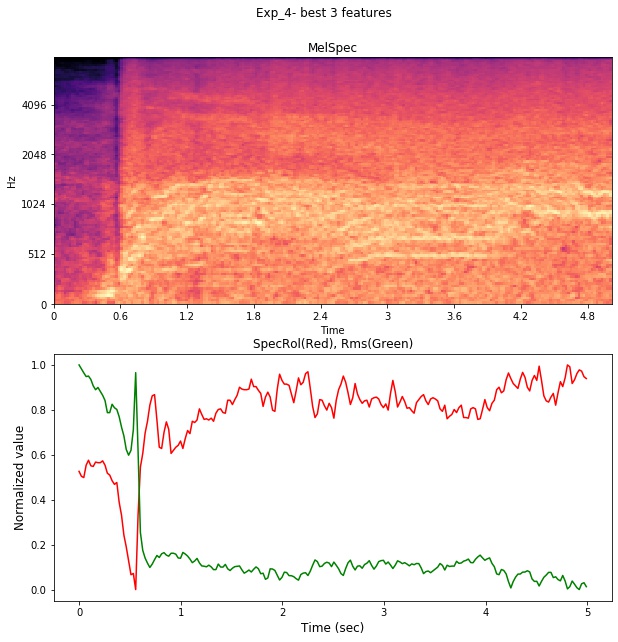 Exp_4- best 3 features
MelSpec
4096
2048
1024
512
0
Hz
0 0.6 1.2 1.8 2.4 3 3.6 4.2 4.8
Time
SpecRol(Red), Rms(Green)
1.0
0.8
0.6
0.4
0.2
0.0
Normalized value
0 1 2 3 4 5
Time (sec)